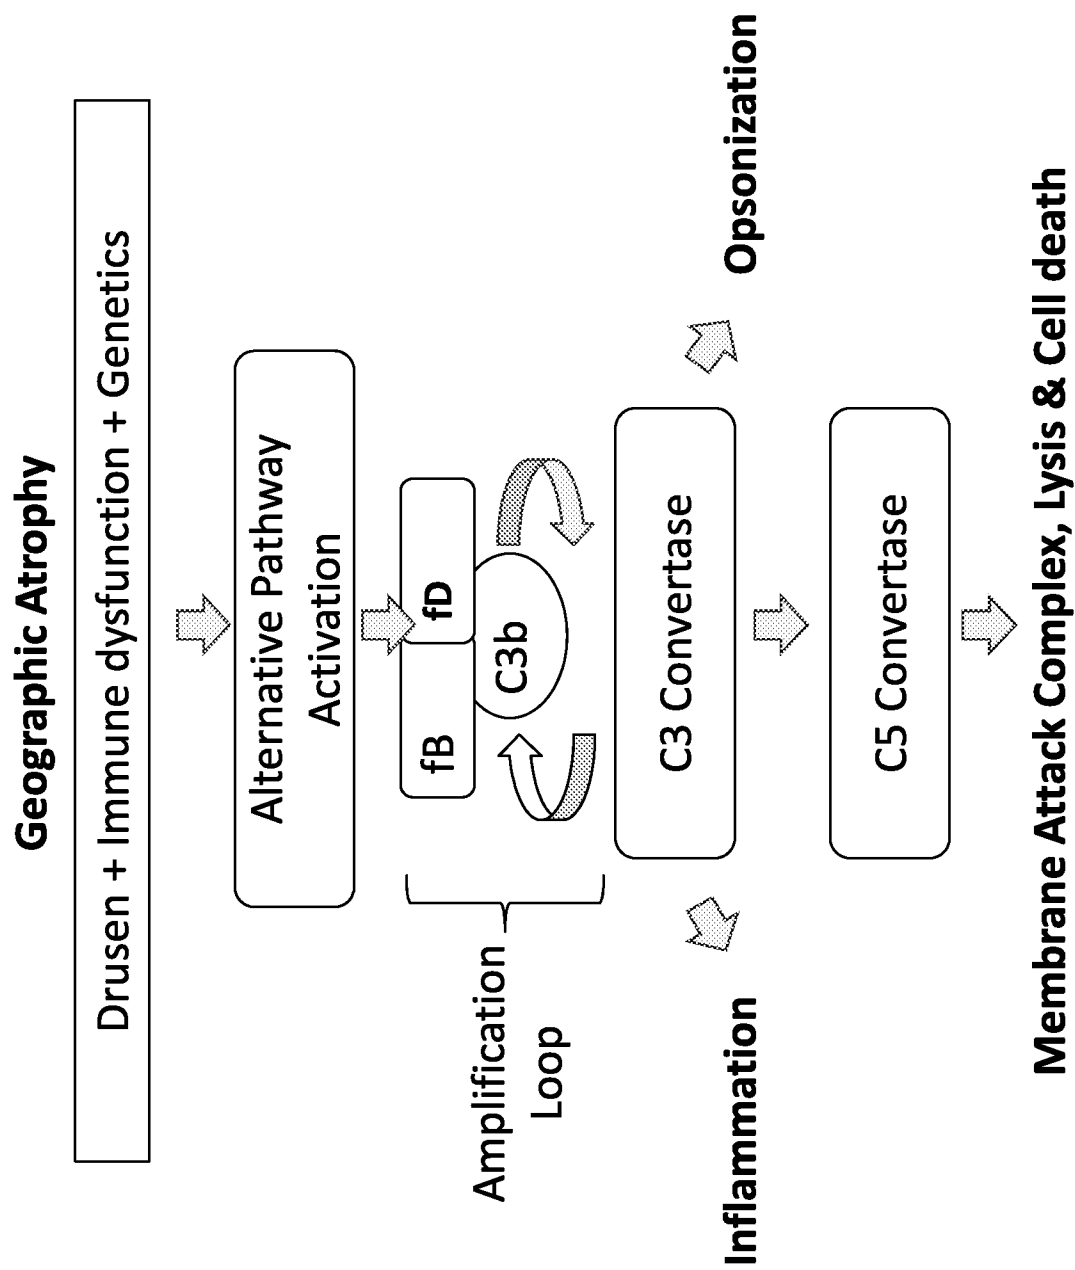 Geographic Atrophy
Drusen + Immune dysfunction + Genetics
Alternative Pathway
Activation
fB
fD
C3b
Amplification
Loop
C3 Convertase
Inflammation
Opsonization
C5 Convertase
Membrane Attack Complex, Lysis & Cell death